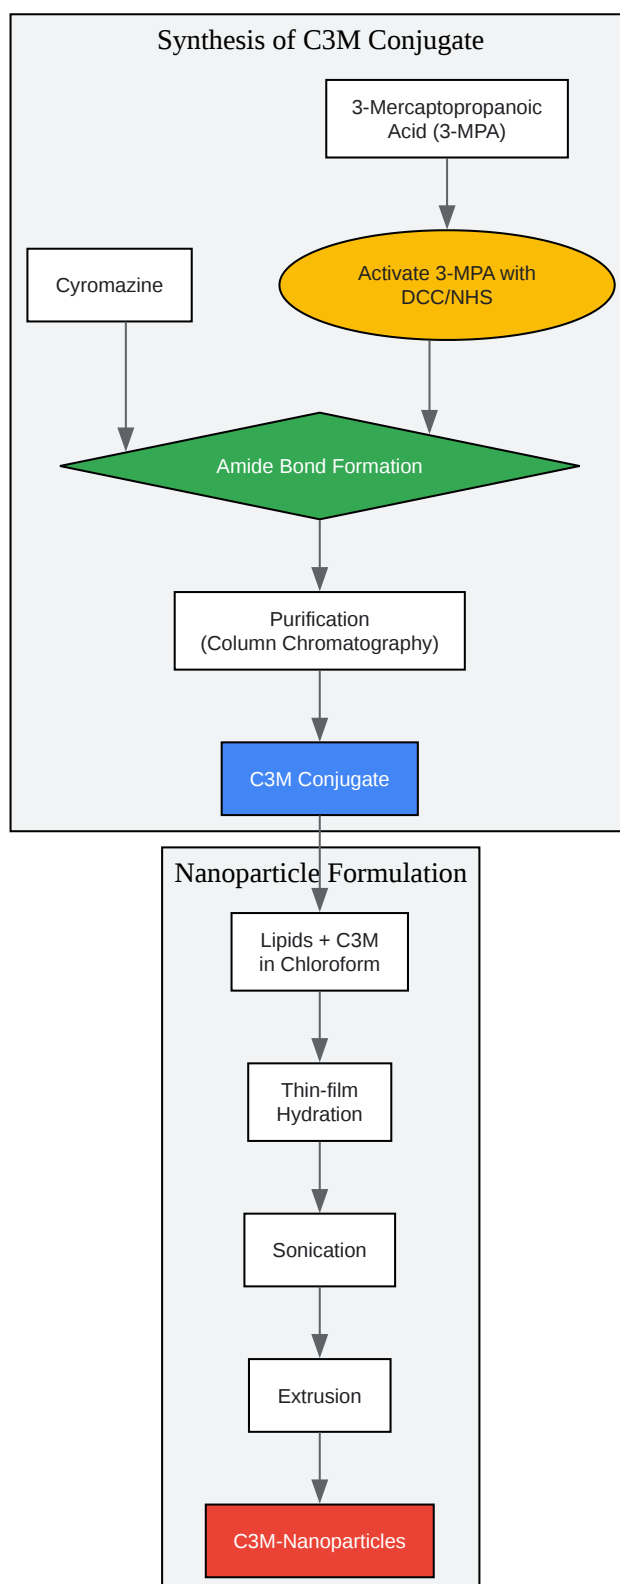 Synthesis of C3M Conjugate
3-Mercaptopropanoic
Acid (3-MPA)
Cyromazine
Activate 3-MPA with
DCC/NHS
Amide Bond Formation
Purification
(Column Chromatography)
C3M Conjugate
Nanoparticle Formulation
Lipids + C3M
in Chloroform
Thin-film
Hydration
Sonication
Extrusion
C3M-Nanoparticles